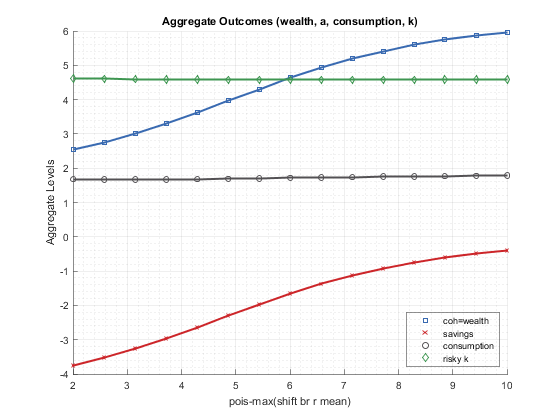 Aggregate Outcomes (wealth, a, consumption, k)
Aggregate Levels
6
5
4
3
2
1
0
-1
-2
-3
-4
2 3 4 5 6 7 8 9 10
pois-max(shift br r mean)
coh=wealth
savings
consumption
risky k